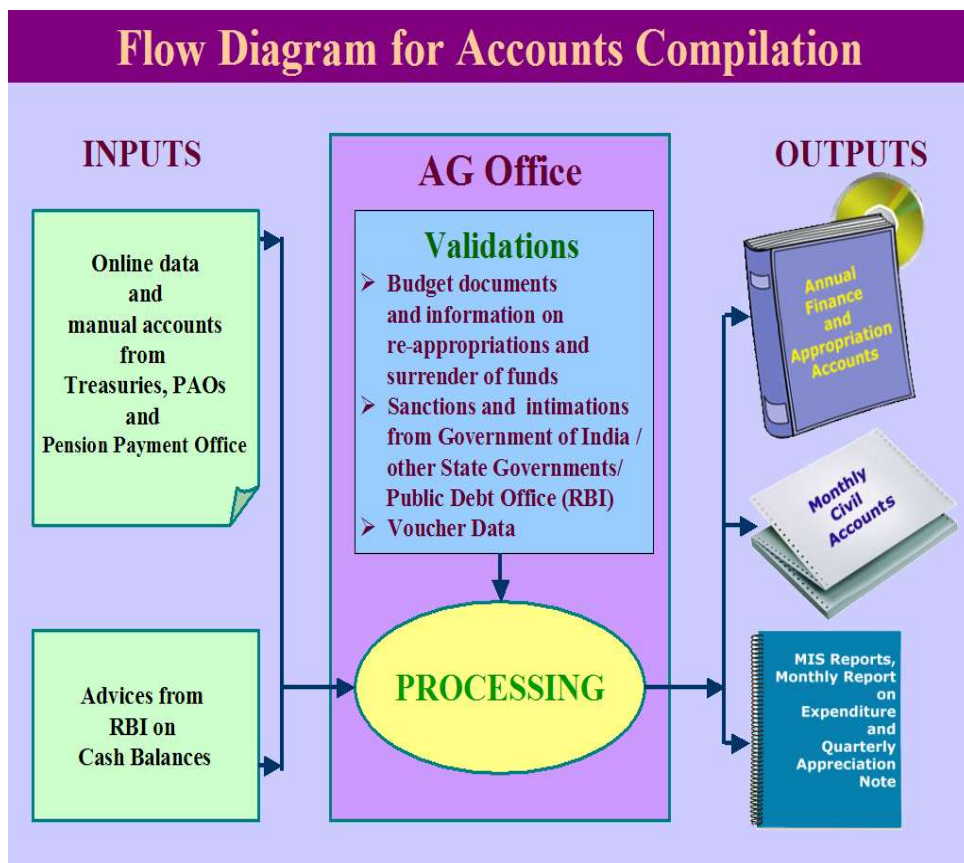 Flow Diagram for Accounts Compilation
INPUTS
Online data
and
manual accounts
from
Treasuries, PAOs
and
Pension Payment Office
Advices from
RBI on
Cash Balances
AG Office
Validations
➢ Budget documents
and information on
re-appropriations and
surrender of funds
➢ Sanctions and intimations
from Government of India /
other State Governments/
Public Debt Office (RBI)
➢ Voucher Data
PROCESSING
OUTPUTS
Annual
Finance
and
Appropriation
Accounts
Monthly
Civil
Accounts
MIS Reports,
Monthly Report
on
Expenditure
and
Quarterly
Appreciation
Note